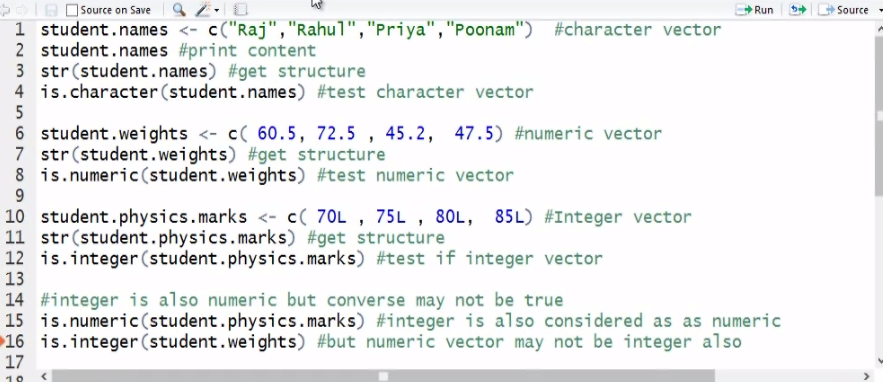 Source on Save Run Source
1 student.names <- c("Raj","Rahul","Priya","Poonam")  #character vector
2 student.names #print content
3 str(student.names) #get structure
4 is.character(student.names) #test character vector
5
6 student.weights <- c( 60.5, 72.5 , 45.2,  47.5) #numeric vector
7 str(student.weights) #get structure
8 is.numeric(student.weights) #test numeric vector
9
10 student.physics.marks <- c( 70L , 75L , 80L,  85L) #Integer vector
11 str(student.physics.marks) #get structure
12 is.integer(student.physics.marks) #test if integer vector
13
14 #integer is also numeric but converse may not be true
15 is.numeric(student.physics.marks) #integer is also considered as as numeric
16 is.integer(student.weights) #but numeric vector may not be integer also
17